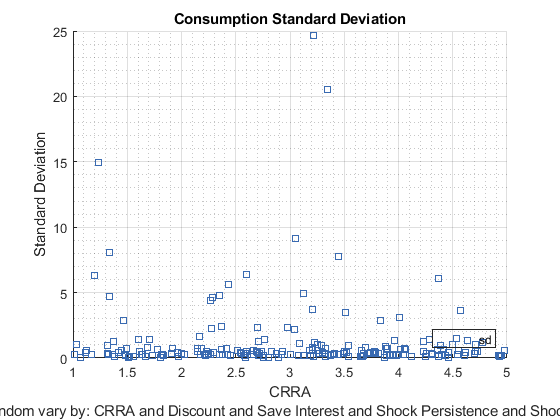 Consumption Standard Deviation
25
20
15
10
5
0
Standard Deviation
sd
1 1.5 2 2.5 3 3.5 4 4.5 5
CRRA
ndom vary by: CRRA and Discount and Save Interest and Shock Persistence and Shoc